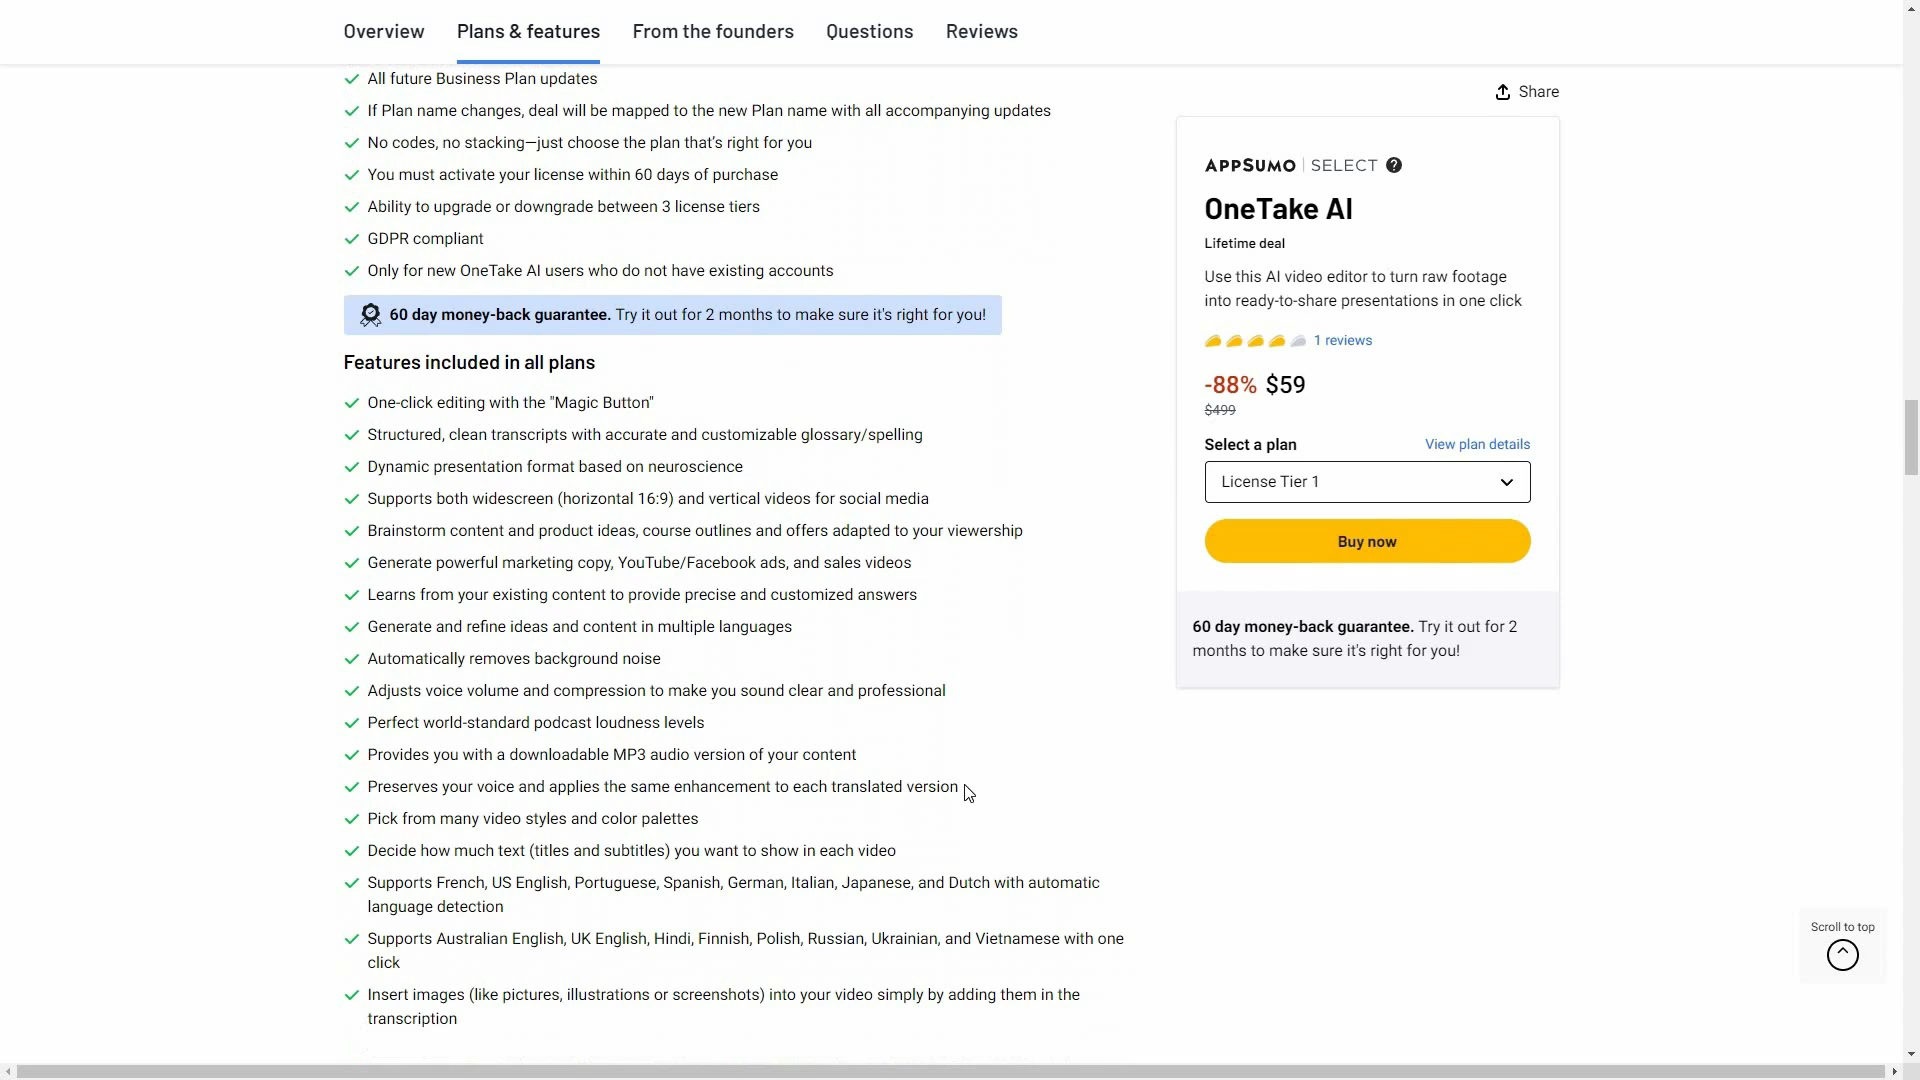 Overview Plans & features From the founders Questions Reviews
All future Business Plan updates
If Plan name changes, deal will be mapped to the new Plan name with all accompanying updates
No codes, no stacking—just choose the plan that's right for you
You must activate your license within 60 days of purchase
Ability to upgrade or downgrade between 3 license tiers
GDPR compliant
Only for new OneTake AI users who do not have existing accounts
60 day money-back guarantee. Try it out for 2 months to make sure it's right for you!
Features included in all plans
One-click editing with the "Magic Button"
Structured, clean transcripts with accurate and customizable glossary/spelling
Dynamic presentation format based on neuroscience
Supports both widescreen (horizontal 16:9) and vertical videos for social media
Brainstorm content and product ideas, course outlines and offers adapted to your viewership
Generate powerful marketing copy, YouTube/Facebook ads, and sales videos
Learns from your existing content to provide precise and customized answers
Generate and refine ideas and content in multiple languages
Automatically removes background noise
Adjusts voice volume and compression to make you sound clear and professional
Perfect world-standard podcast loudness levels
Provides you with a downloadable MP3 audio version of your content
Preserves your voice and applies the same enhancement to each translated version
Pick from many video styles and color palettes
Decide how much text (titles and subtitles) you want to show in each video
Supports French, US English, Portuguese, Spanish, German, Italian, Japanese, and Dutch with automatic
language detection
Supports Australian English, UK English, Hindi, Finnish, Polish, Russian, Ukrainian, and Vietnamese with one
click
Insert images (like pictures, illustrations or screenshots) into your video simply by adding them in the
transcription
Share
APPSUMO SELECT ?
OneTake AI
Lifetime deal
Use this AI video editor to turn raw footage
into ready-to-share presentations in one click
1 reviews
-88% $59
$499
Select a plan View plan details
License Tier 1
Buy now
60 day money-back guarantee. Try it out for 2
months to make sure it's right for you!
Scroll to top